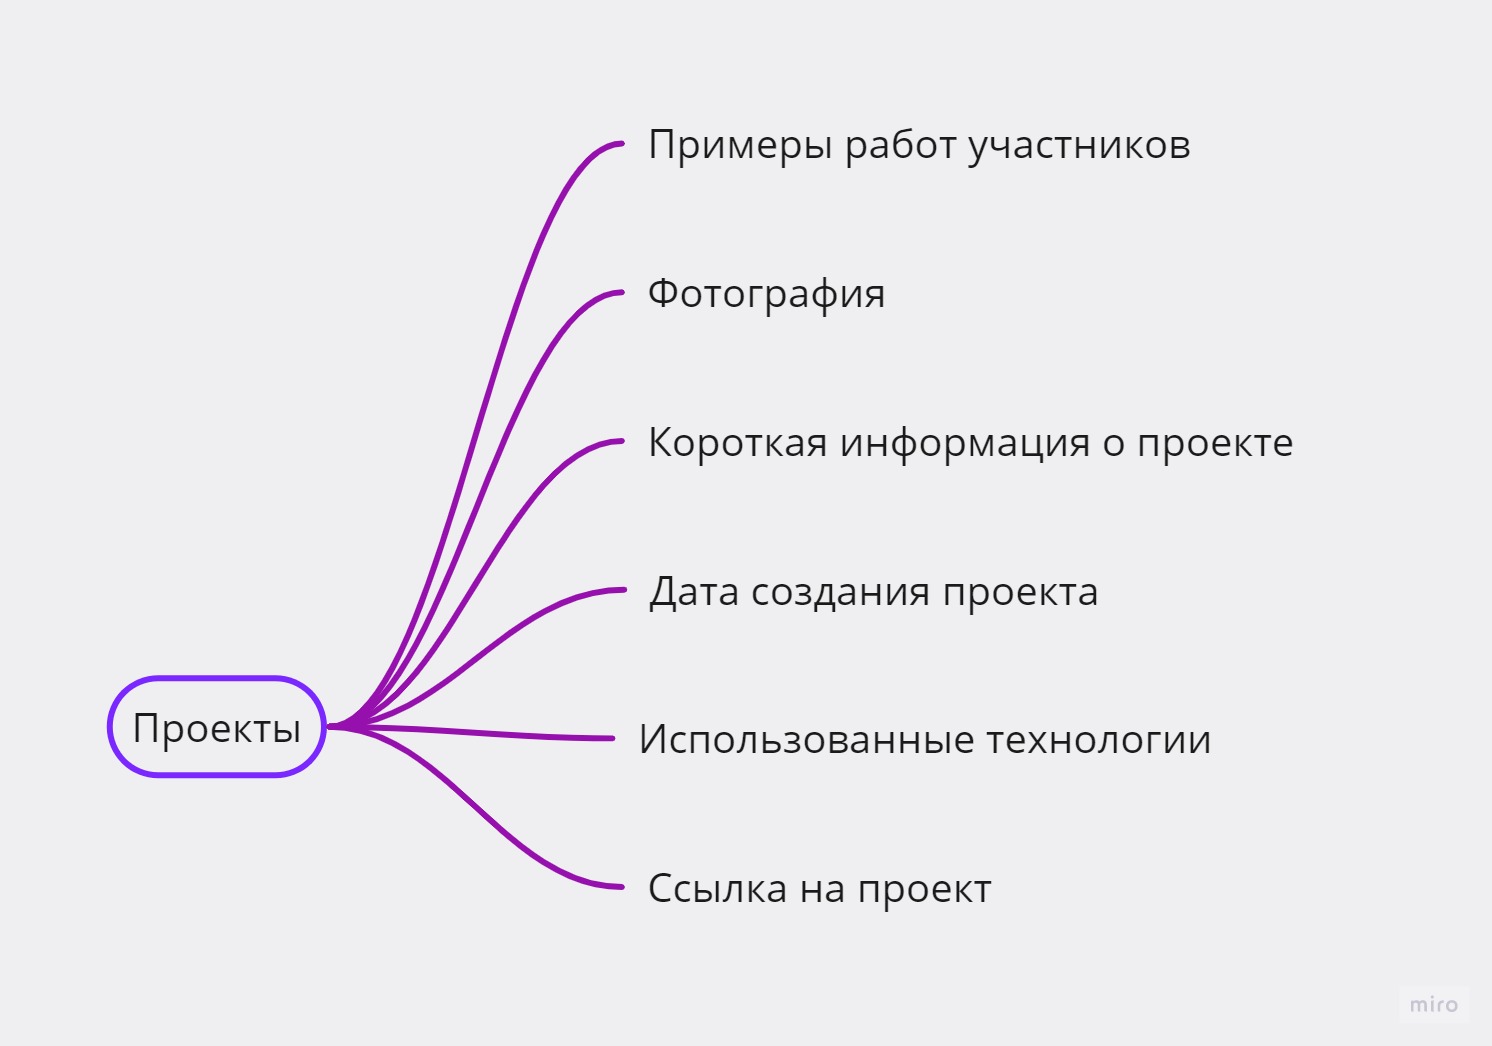 Примеры работ участников
Фотография
Короткая информация о проекте
Дата создания проекта
Проекты
Использованные технологии
Ссылка на проект
miro